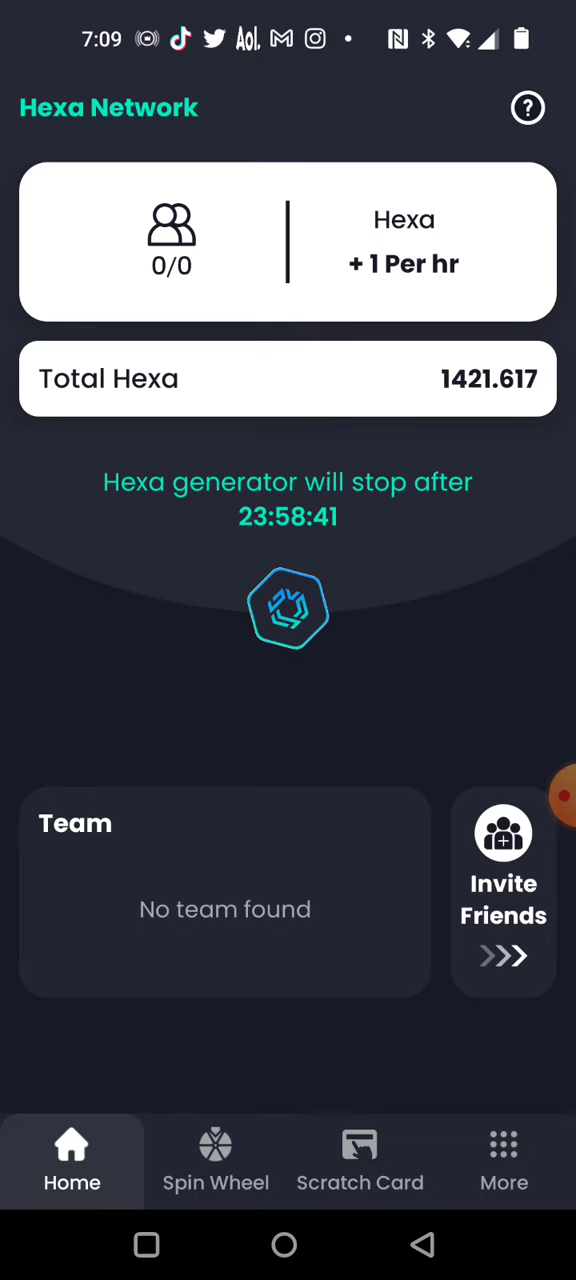 7:09 Aol.
Hexa Network
0/0
Hexa
+ 1 Per hr
Total Hexa 1421.617
Hexa generator will stop after
23:58:41
Team
No team found
Invite
Friends
Home Spin Wheel Scratch Card More